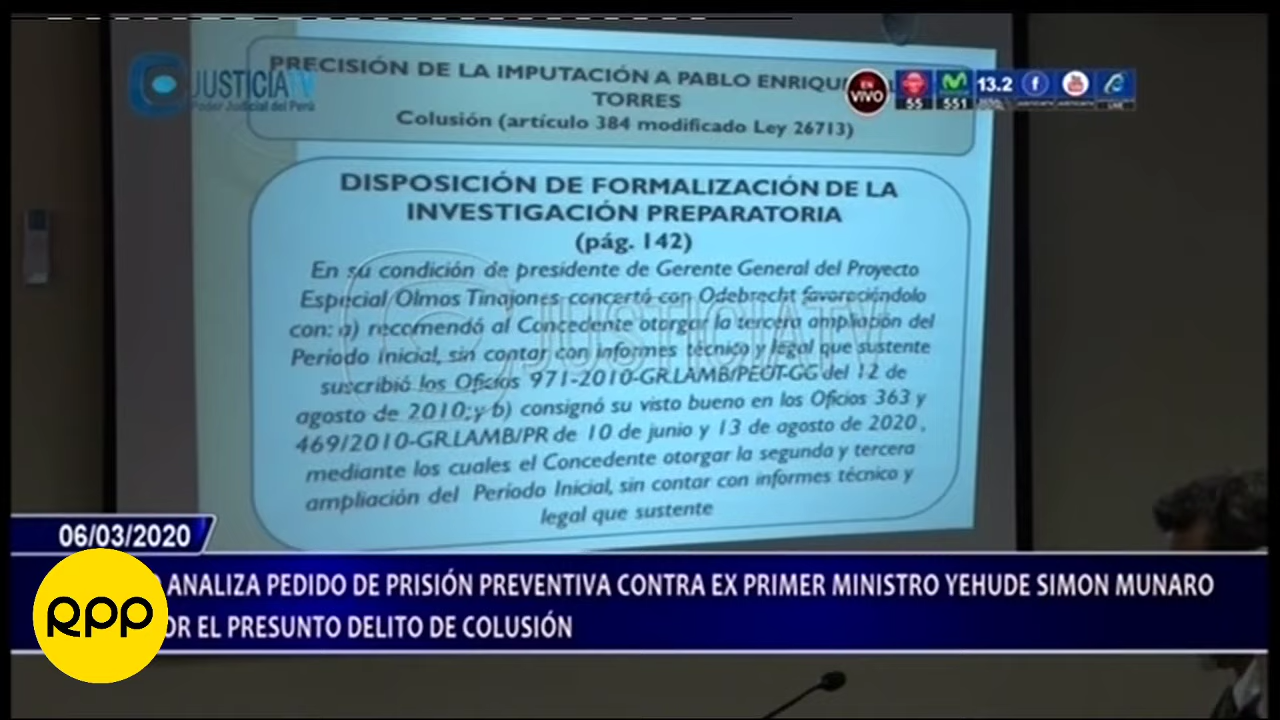 JUSTICIATV
Poder Judicial del Perú
PRECISIÓN DE LA IMPUTACIÓN A PABLO ENRIQUE
TORRES
Colusión (artículo 384 modificado Ley 26713)
EN VIVO
55
551
13.2
LIVE
DISPOSICIÓN DE FORMALIZACIÓN DE LA
INVESTIGACIÓN PREPARATORIA
(pág. 142)
En su condición de presidente de Gerente General del Proyecto
Especial Olmos Tinajones concertó con Odebrecht favoreciéndolo
con: a) recomendó al Concedente otorgar la tercera ampliación del
Período Inicial, sin contar con informes técnico y legal que sustente
suscribió los Oficios 971-2010-GR.LAMB/PEOT-GG del 12 de
agosto de 2010; y b) consignó su visto bueno en los Oficios 363 y
469/2010-GR.LAMB/PR de 10 de junio y 13 de agosto de 2020,
mediante los cuales el Concedente otorgar la segunda y tercera
ampliación del Período Inicial, sin contar con informes técnico y
legal que sustente
JUSTICIATV
06/03/2020
ANALIZA PEDIDO DE PRISIÓN PREVENTIVA CONTRA EX PRIMER MINISTRO YEHUDE SIMON MUNARO
OR EL PRESUNTO DELITO DE COLUSIÓN
RPP